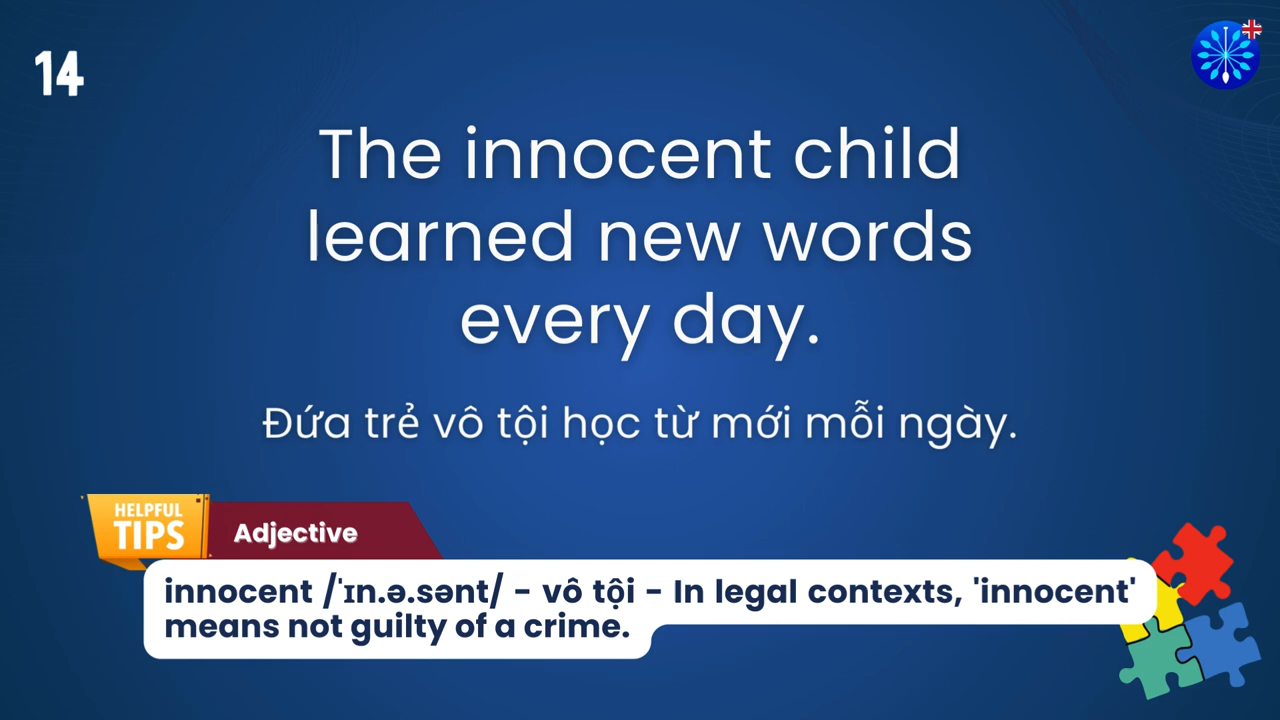 14
The innocent child
learned new words
every day.
Đứa trẻ vô tội học từ mới mỗi ngày.
HELPFUL
TIPS
Adjective
innocent /ˈɪn.ə.sənt/ - vô tội - In legal contexts, 'innocent'
means not guilty of a crime.